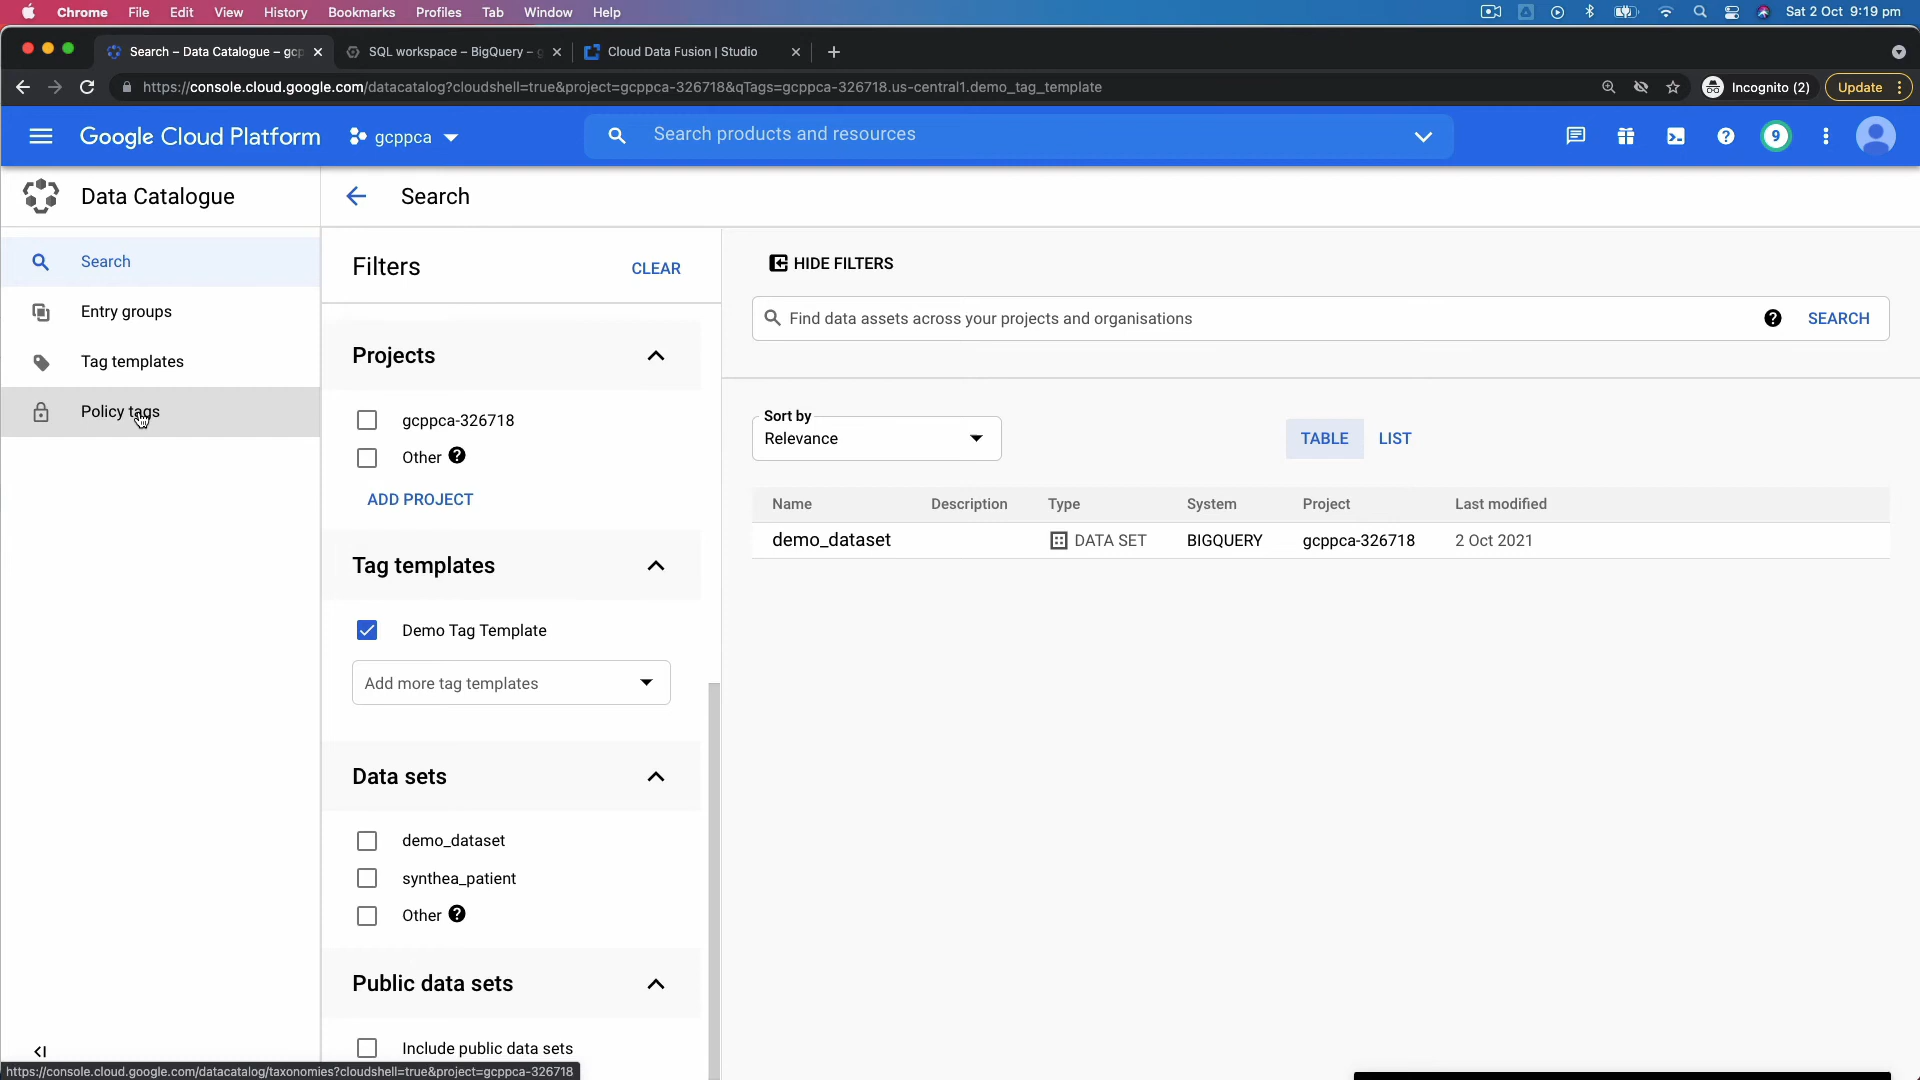 Chrome File Edit View History Bookmarks Profiles Tab Window Help Sat 2 Oct 9:19 pm
Search – Data Catalogue – gcp SQL workspace – BigQuery – g Cloud Data Fusion | Studio
https://console.cloud.google.com/datacatalog?cloudshell=true&project=gcppca-326718&qTags=gcppca-326718.us-central1.demo_tag_template Incognito (2) Update
Google Cloud Platform gcppca Search products and resources 9
Data Catalogue
Search
Entry groups
Tag templates
Policy tags
Search
Filters CLEAR
Projects
gcppca-326718
Other
ADD PROJECT
Tag templates
Demo Tag Template
Add more tag templates
Data sets
demo_dataset
synthea_patient
Other
Public data sets
Include public data sets
HIDE FILTERS
Find data assets across your projects and organisations SEARCH
Sort by
Relevance
TABLE LIST
Name Description Type System Project Last modified
demo_dataset DATA SET BIGQUERY gcppca-326718 2 Oct 2021
https://console.cloud.google.com/datacatalog/taxonomies?cloudshell=true&project=gcppca-326718